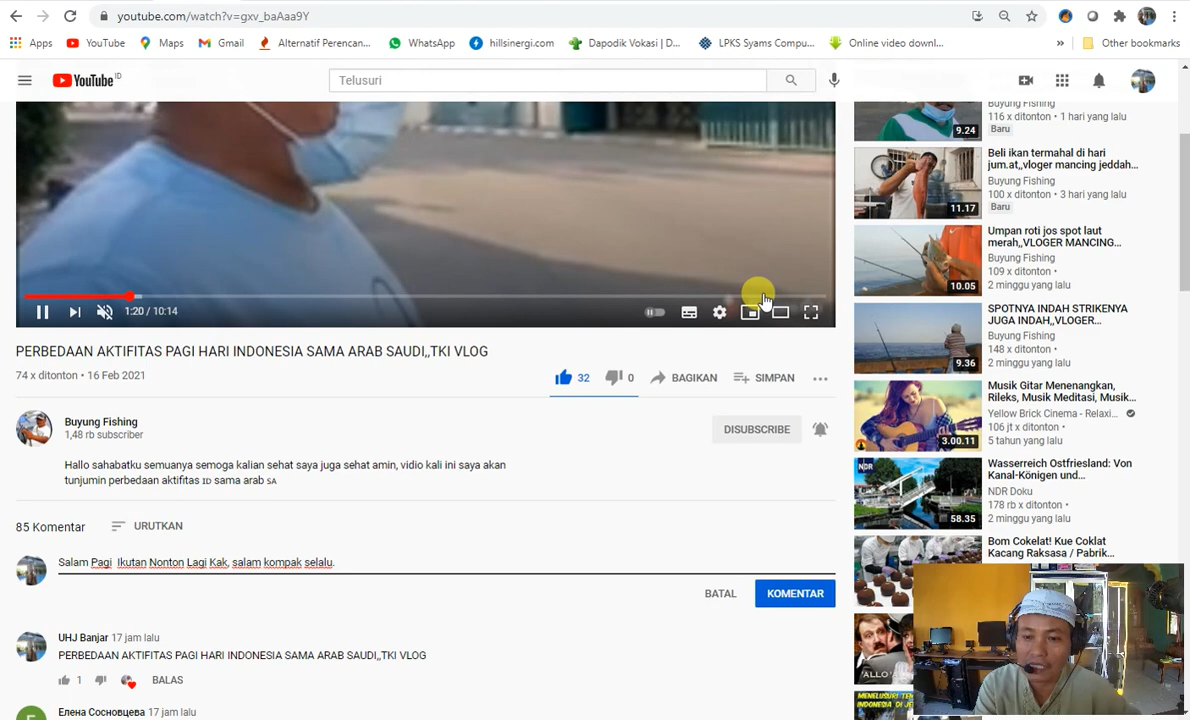 youtube.com/watch?v=gxv_baAaa9Y
Apps YouTube Maps Gmail Alternatif Perencan... WhatsApp hillsinergi.com Dapodik Vokasi | D... LPKS Syams Compu... Online video downl... » Other bookmarks
YouTube ID
Telusuri
1:20 / 10:14
PERBEDAAN AKTIFITAS PAGI HARI INDONESIA SAMA ARAB SAUDI,,TKI VLOG
74 x ditonton • 16 Feb 2021
32 0 BAGIKAN SIMPAN
Buyung Fishing
1,48 rb subscriber
DISUBSCRIBE
Hallo sahabatku semuanya semoga kalian sehat saya juga sehat amin, vidio kali ini saya akan
tunjumin perbedaan aktifitas ID sama arab SA
85 Komentar URUTKAN
Salam Pagi Ikutan Nonton Lagi Kak, salam kompak selalu.
BATAL KOMENTAR
UHJ Banjar 17 jam lalu
PERBEDAAN AKTIFITAS PAGI HARI INDONESIA SAMA ARAB SAUDI,,TKI VLOG
1 BALAS
Елена Сосновцева 17 jam lalu
Buyung Fishing
116 x ditonton • 1 hari yang lalu
Baru
9.24
Beli ikan termahal di hari
jum.at,,vloger mancing jeddah...
Buyung Fishing
100 x ditonton • 3 hari yang lalu
Baru
11.17
Umpan roti jos spot laut
merah,,VLOGER MANCING...
Buyung Fishing
109 x ditonton •
2 minggu yang lalu
10.05
SPOTNYA INDAH STRIKENYA
JUGA INDAH,,VLOGER...
Buyung Fishing
148 x ditonton •
2 minggu yang lalu
9.36
Musik Gitar Menenangkan,
Rileks, Musik Meditasi, Musik...
Yellow Brick Cinema - Relaxi...
106 jt x ditonton •
5 tahun yang lalu
3.00.11
Wasserreich Ostfriesland: Von
Kanal-Königen und...
NDR Doku
178 rb x ditonton •
2 minggu yang lalu
NDR
58.35
Bom Cokelat! Kue Coklat
Kacang Raksasa / Pabrik...
'ALLO'
MENELUSURI TE
INDONESIA DI JE